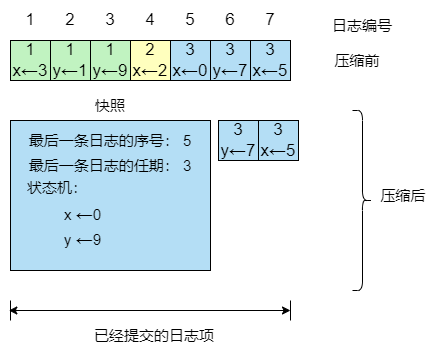 1 2 3 4 5 6 7 日志编号
1 1 1 2 3 3 3 压缩前
x←3 y←1 y←9 x←2 x←0 y←7 x←5
快照
最后一条日志的序号: 5 3 3
最后一条日志的任期: 3 y←7 x←5
状态机:
x ←0 压缩后
y ←9
已经提交的日志项